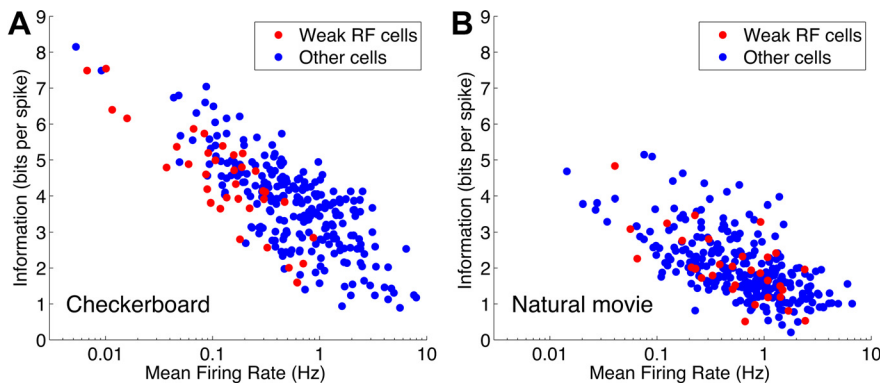 A
9
8
7
6
5
4
3
2
1
0
Information (bits per spike)
Weak RF cells
Other cells
Checkerboard
0.01 0.1 1 10
Mean Firing Rate (Hz)
B
9
8
7
6
5
4
3
2
1
0
Information (bits per spike)
Weak RF cells
Other cells
Natural movie
0.01 0.1 1 10
Mean Firing Rate (Hz)